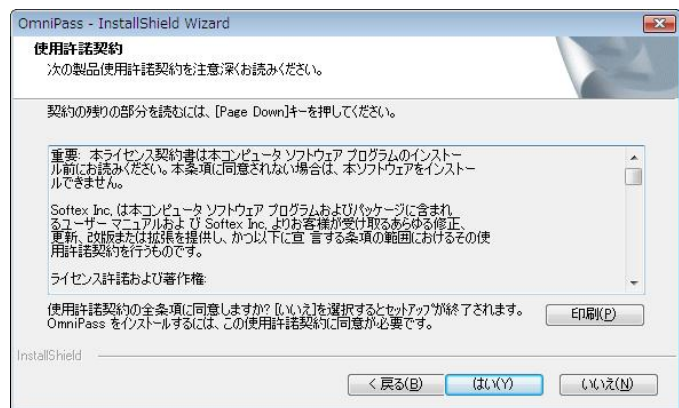 OmniPass - InstallShield Wizard
使用許諾契約
次の製品使用許諾契約を注意深くお読みください。
契約の残りの部分を読むには、[Page Down]キーを押してください。
重要: 本ライセンス契約書は本コンピュータ ソフトウェア プログラムのインストー
ル前にお読みください。本条項に同意されない場合は、本ソフトウェアをインストー
ルできません。
Softex Inc. は本コンピュータ ソフトウェア プログラムおよびパッケージに含まれ
るユーザー マニュアルおよ び Softex Inc. よりお客様が受け取るあらゆる修正、
更新、改版または拡張を提供し、かつ以下に宣 言する条項の範囲におけるその使
用許諾契約を行うものです。
ライセンス許諾および著作権:
使用許諾契約の全条項に同意しますか? [いいえ]を選択するとセットアップが終了されます。
OmniPass をインストールするには、この使用許諾契約に同意が必要です。
印刷(P)
InstallShield
< 戻る(B)
はい(Y)
いいえ(N)